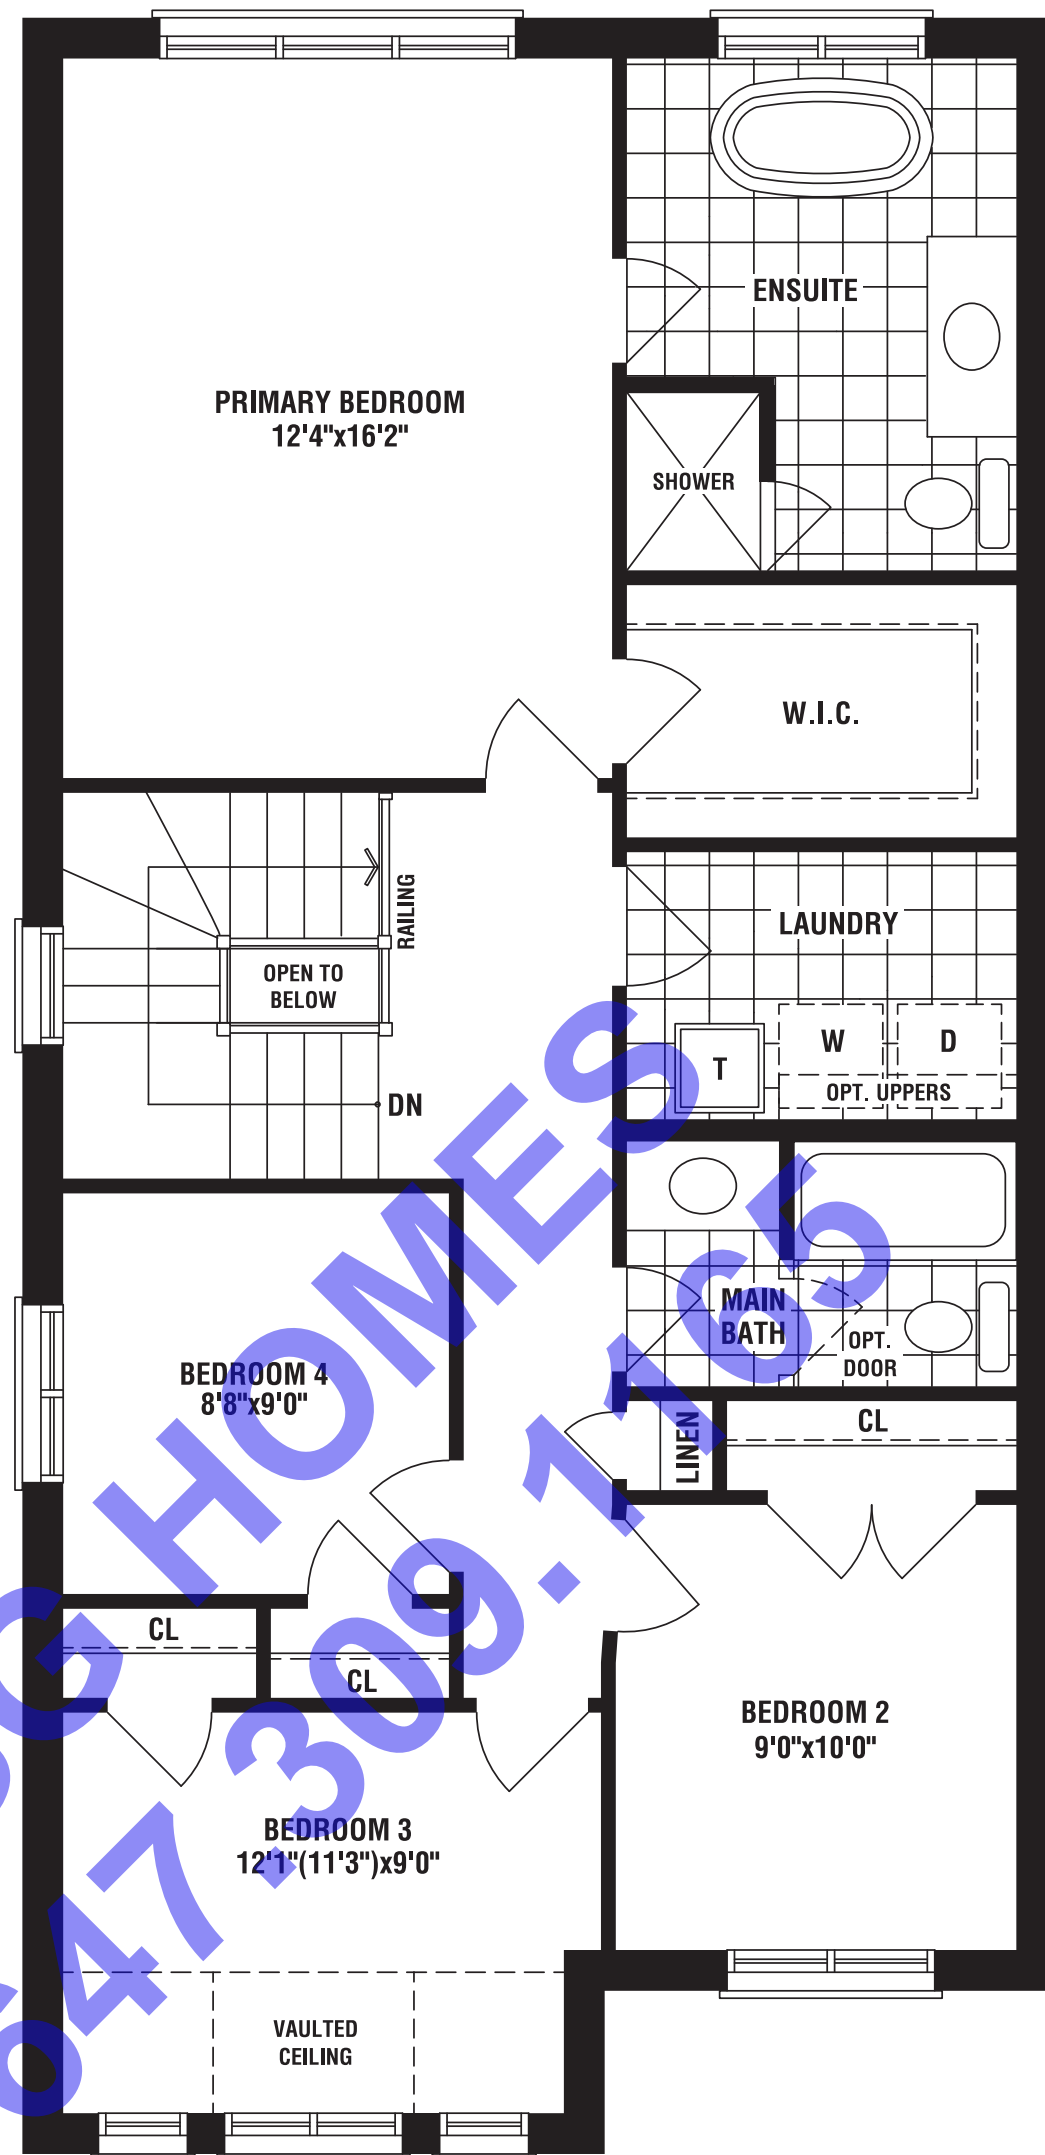 ENSUITE
PRIMARY BEDROOM
12'4"x16'2"
SHOWER
W.I.C.
RAILING
LAUNDRY
OPEN TO
BELOW
W
D
T
OPT. UPPERS
DN
MAIN
BATH
OPT.
DOOR
BEDROOM 4
8'8"x9'0"
LINEN
CL
CL
CL
BEDROOM 2
9'0"x10'0"
BEDROOM 3
12'1"(11'3")x9'0"
VAULTED
CEILING
G HOMES
647.309.1165